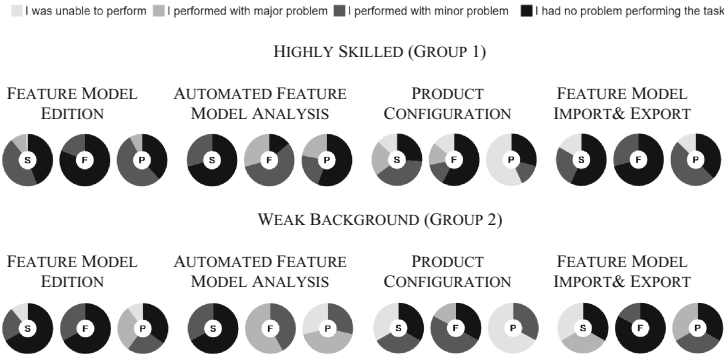 I was unable to perform I performed with major problem I performed with minor problem I had no problem performing the task
HIGHLY SKILLED (GROUP 1)
FEATURE MODEL AUTOMATED FEATURE PRODUCT FEATURE MODEL
EDITION MODEL ANALYSIS CONFIGURATION IMPORT& EXPORT
S F P S F P S F P S F P
WEAK BACKGROUND (GROUP 2)
FEATURE MODEL AUTOMATED FEATURE PRODUCT FEATURE MODEL
EDITION MODEL ANALYSIS CONFIGURATION IMPORT& EXPORT
S F P S F P S F P S F P